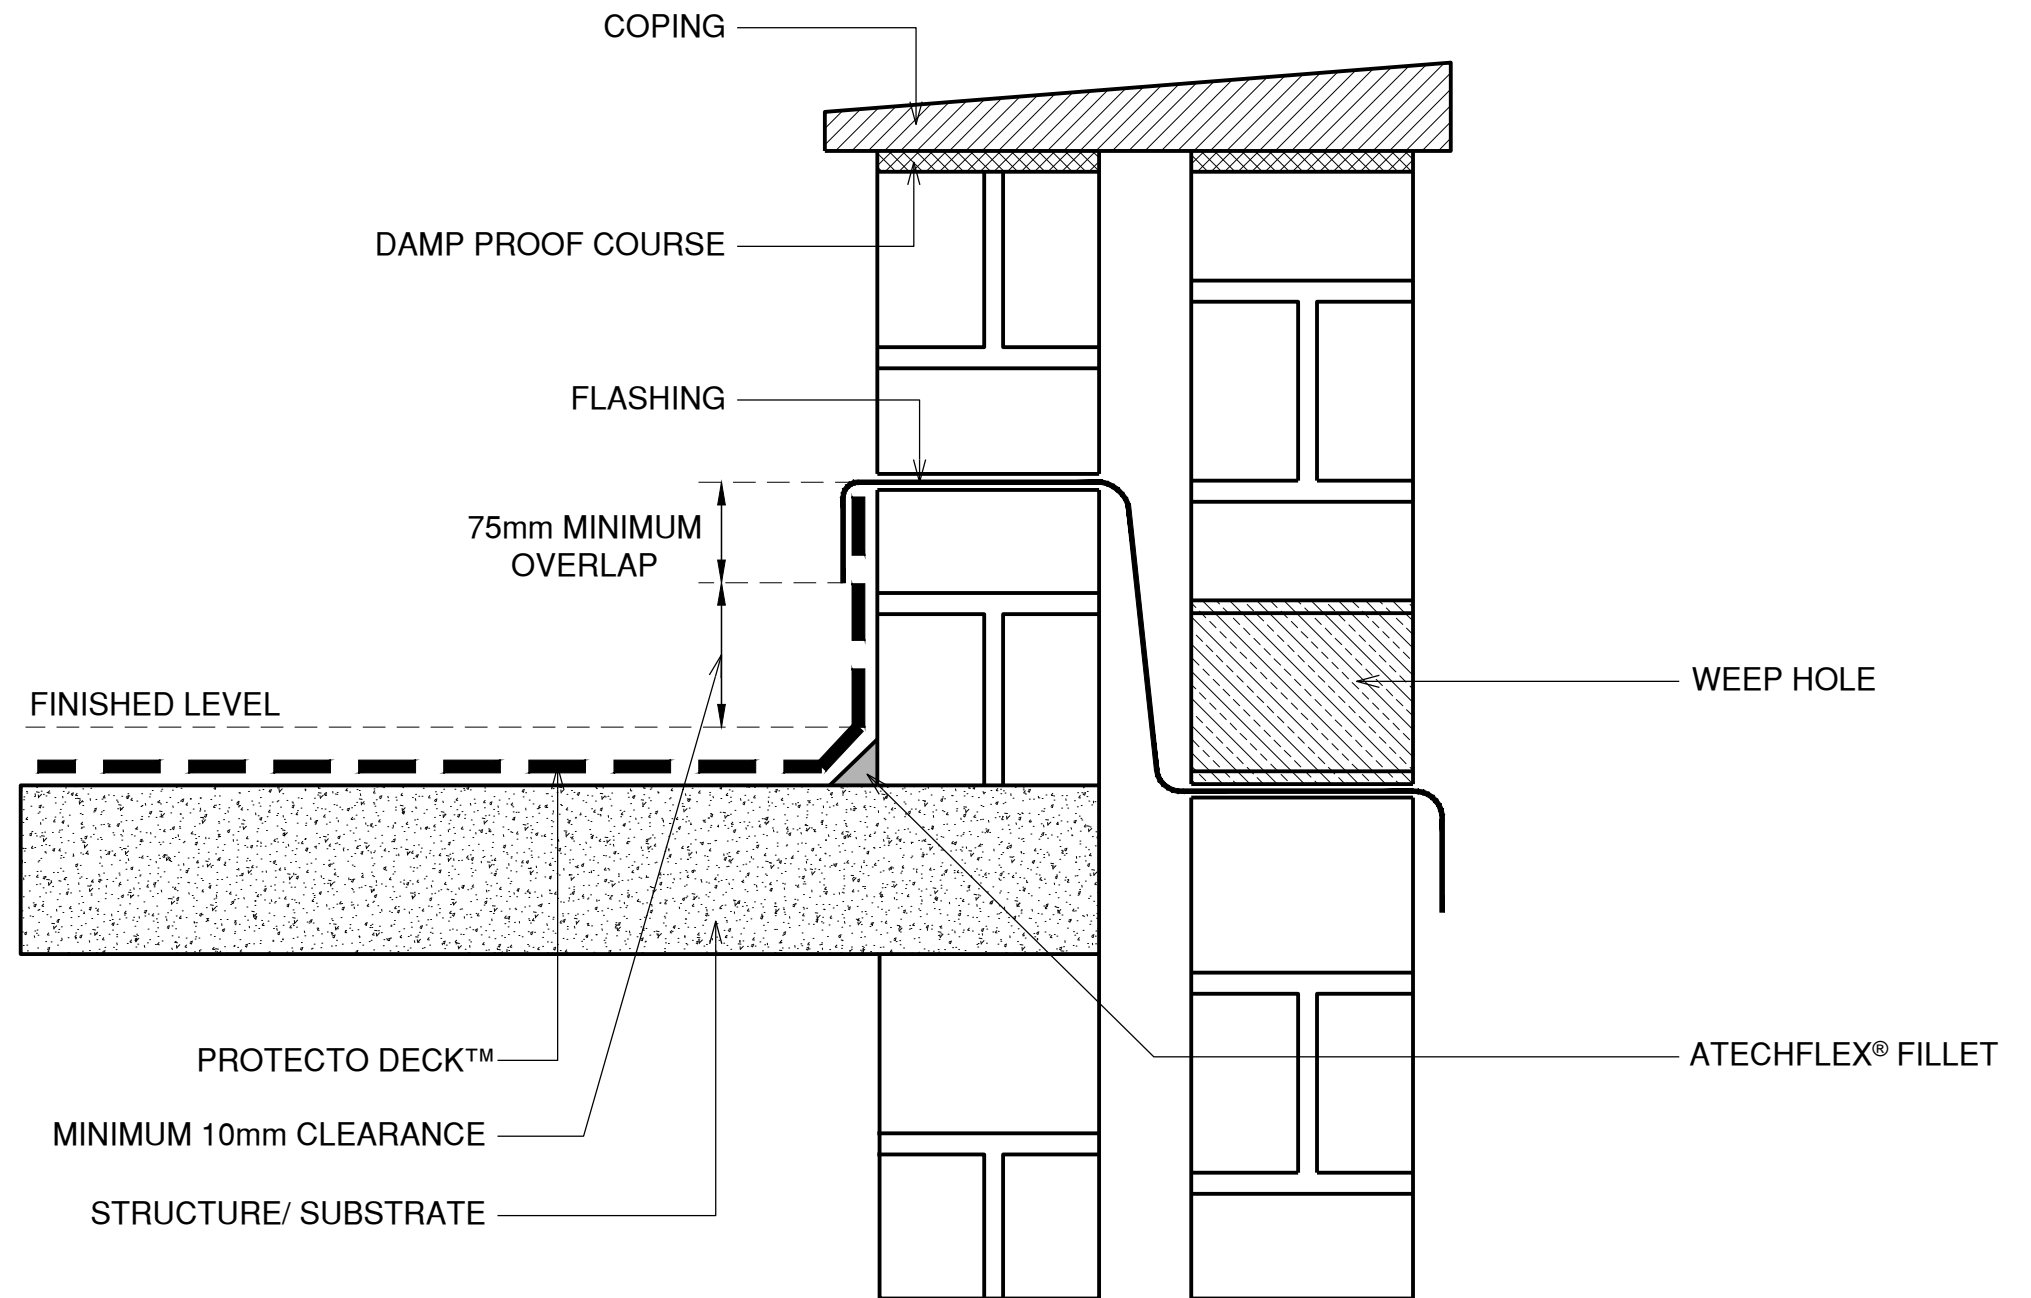 COPING
DAMP PROOF COURSE
FLASHING
75mm MINIMUM
OVERLAP
WEEP HOLE
FINISHED LEVEL
PROTECTO DECK™
ATECHFLEX® FILLET
MINIMUM 10mm CLEARANCE
STRUCTURE/ SUBSTRATE